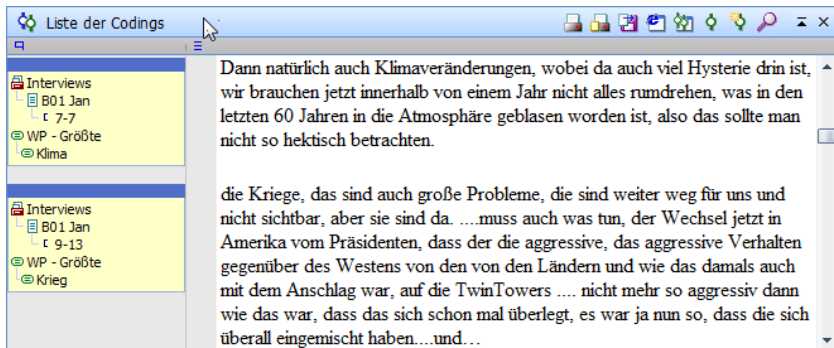 Liste der Codings
Interviews
B01 Jan
7-7
WP - Größte
Klima
Dann natürlich auch Klimaveränderungen, wobei da auch viel Hysterie drin ist,
wir brauchen jetzt innerhalb von einem Jahr nicht alles rumdrehen, was in den
letzten 60 Jahren in die Atmosphäre geblasen worden ist, also das sollte man
nicht so hektisch betrachten.
Interviews
B01 Jan
9-13
WP - Größte
Krieg
die Kriege, das sind auch große Probleme, die sind weiter weg für uns und
nicht sichtbar, aber sie sind da. ....muss auch was tun, der Wechsel jetzt in
Amerika vom Präsidenten, dass der die aggressive, das aggressive Verhalten
gegenüber des Westens von den von den Ländern und wie das damals auch
mit dem Anschlag war, auf die TwinTowers .... nicht mehr so aggressiv dann
wie das war, dass das sich schon mal überlegt, es war ja nun so, dass die sich
überall eingemischt haben....und…